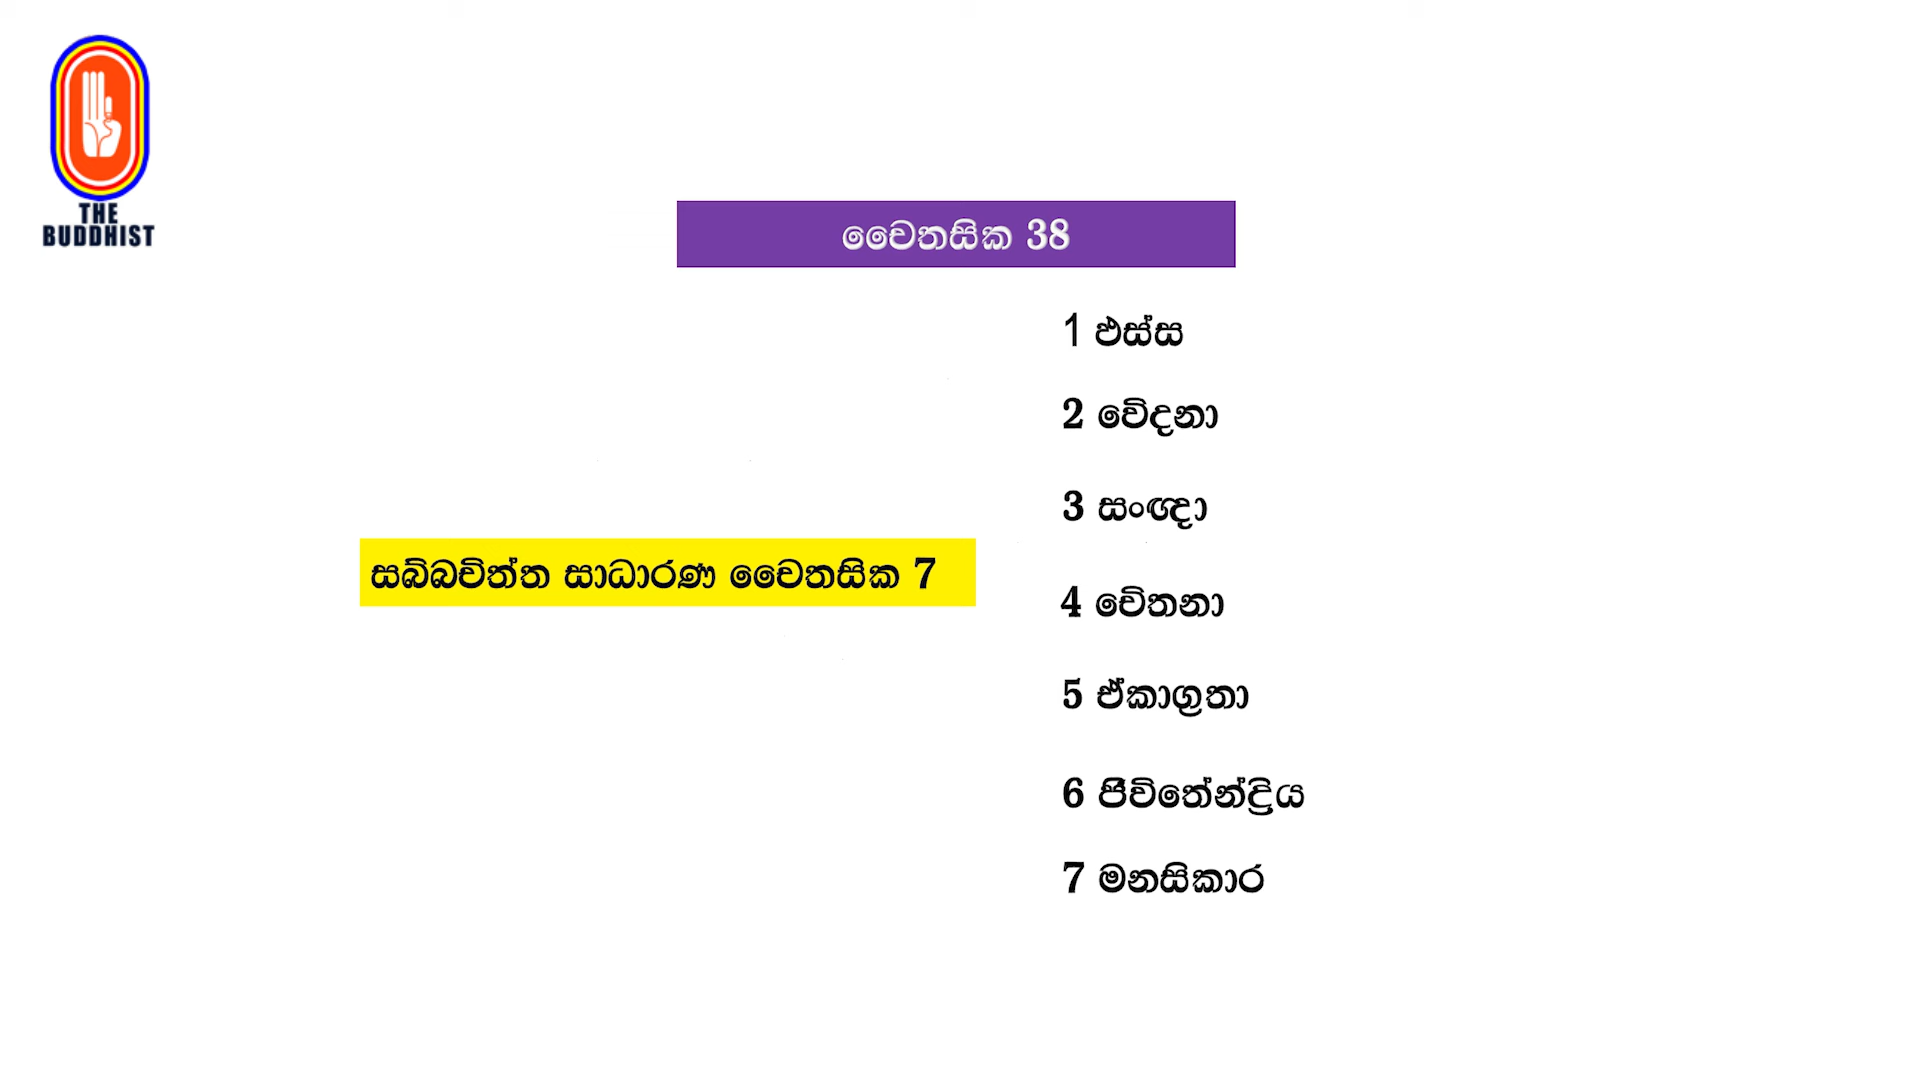 THE
BUDDHIST
චෛතසික 38
1 ඵස්ස
2 වේදනා
3 සංඥා
සබ්බචිත්ත සාධාරණ චෛතසික 7
4 චේතනා
5 ඒකාග්‍රතා
6 ජීවිතේන්ද්‍රිය
7 මනසිකාර